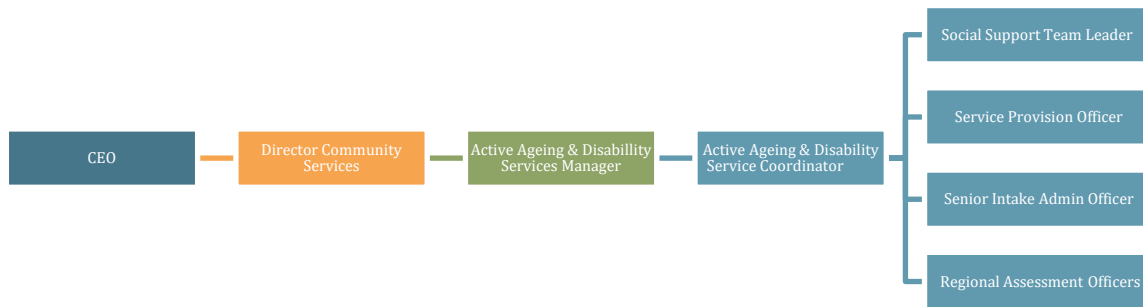 CEO
Director Community
Services
Active Ageing & Disabillity
Services Manager
Active Ageing & Disability
Service Coordinator
Social Support Team Leader
Service Provision Officer
Senior Intake Admin Officer
Regional Assessment Officers